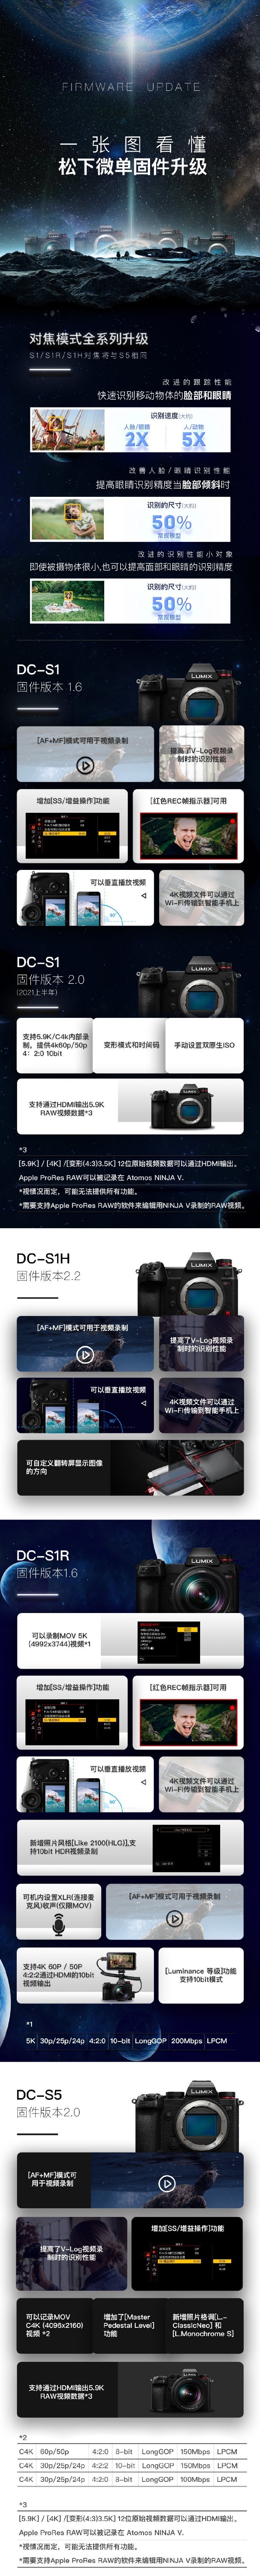 FIRMWARE UPDATE
一张图看懂
松下微单固件升级
对焦模式全系列升级
S1/S1R/S1H对焦将与S5相同
改进的跟踪性能
快速识别移动物体的脸部和眼睛
识别速度(大约)
人脸/眼睛 人/动物
2X 5X
改善人脸/眼睛识别性能
提高眼睛识别精度当脸部倾斜时
识别的尺寸(大约)
50%
常规模型
改进的识别性能小对象
即使被摄物体很小,也可以提高面部和眼睛的识别精度
识别的尺寸(大约)
50%
常规模型
DC-S1
固件版本 1.6
LUMIX
[AF+MF]模式可用于视频录制
提高了V-Log视频录
制时的识别性能
增加[SS/增益操作]功能
[红色REC帧指示器]可用
可以垂直播放视频
90°
4K视频文件可以通过
Wi-Fi传输到智能手机上
DC-S1
固件版本 2.0
(2021上半年)
LUMIX
支持5.9K/C4k内部录
制，提供4k60p/50p
4：2:0 10bit
变形模式和时间码
手动设置双原生ISO
支持通过HDMI输出5.9K
RAW视频数据*3
*3
[5.9K] / [4K] /[变形(4:3)3.5K] 12位原始视频数据可以通过HDMI输出。
Apple ProRes RAW可以被记录在 Atomos NINJA V.
*视情况而定，可能无法提供所有功能。
*需要支持Apple ProRes RAW的软件来编辑用NINJA V录制的RAW视频。
DC-S1H
固件版本2.2
LUMIX
[AF+MF]模式可用于视频录制
提高了V-Log视频录
制时的识别性能
可以垂直播放视频
90°
4K视频文件可以通过
Wi-Fi传输到智能手机上
可自定义翻转屏显示图像
的方向
DC-S1R
固件版本1.6
LUMIX
可以录制MOV 5K
(4992x3744)视频*1
增加[SS/增益操作]功能
[红色REC帧指示器]可用
可以垂直播放视频
90°
4K视频文件可以通过
Wi-Fi传输到智能手机上
新增照片风格[Like 2100(HLG)],支
持10bit HDR视频录制
可机内设置XLR(连接麦
克风)收声(仅限MOV)
[AF+MF]模式可用于视频录制
支持4K 60P / 50P
4:2:2通过HDMI的10bit
视频输出
[Luminance 等级]功能
支持10bit模式
*1
5K 30p/25p/24p 4:2:0 10-bit LongGOP 200Mbps LPCM
DC-S5
固件版本2.0
LUMIX
[AF+MF]模式可
用于视频录制
提高了V-Log视频录
制时的识别性能
增加[SS/增益操作]功能
可以记录MOV
C4K (4096x2160)
视频 *2
增加了[Master
Pedestal Level]
功能
新增照片格调[L.-
ClassicNeo] 和
[L.Monochrome S]
支持通过HDMI输出5.9K
RAW视频数据*3
*2
C4K 60p/50p 4:2:0 8-bit LongGOP 150Mbps LPCM
C4K 30p/25p/24p 4:2:2 10-bit LongGOP 150Mbps LPCM
C4K 30p/25p/24p 4:2:0 8-bit LongGOP 100Mbps LPCM
*3
[5.9K] / [4K] /[变形(4:3)3.5K] 12位原始视频数据可以通过HDMI输出。
Apple ProRes RAW可以被记录在 Atomos NINJA V.
*视情况而定，可能无法提供所有功能。
*需要支持Apple ProRes RAW的软件来编辑用NINJA V录制的RAW视频。